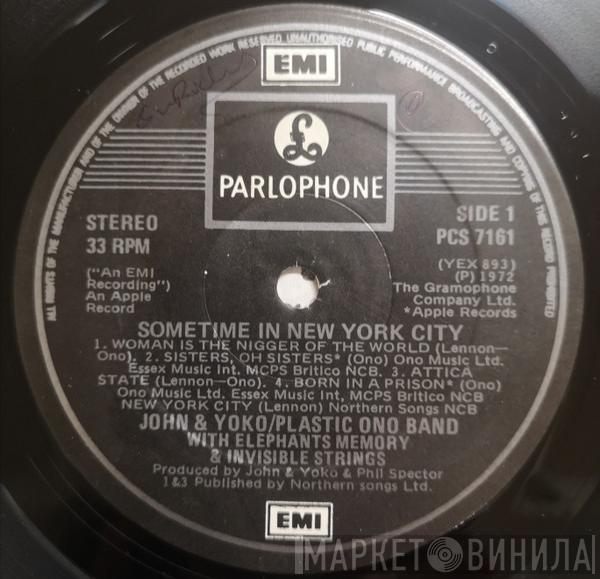 ALL RIGHTS OF THE MANUFACTURER AND OF THE OWNER OF THE RECORDED WORK RESERVED UNAUTHORISED PUBLIC PERFORMANCE BROADCASTING AND COPYING OF THIS RECORD PROHIBITED
EMI
£
PARLOPHONE
STEREO
33 RPM
SIDE 1
PCS 7161
("An EMI
Recording")
An Apple
Record
(YEX 893)
(P) 1972
The Gramophone
Company Ltd.
*Apple Records
SOMETIME IN NEW YORK CITY
1. WOMAN IS THE NIGGER OF THE WORLD (Lennon—
Ono). 2. SISTERS, OH SISTERS* (Ono) Ono Music Ltd.
Essex Music Int. MCPS Britico NCB. 3. ATTICA
STATE (Lennon—Ono). 4. BORN IN A PRISON* (Ono)
Ono Music Ltd. Essex Music Int, MCPS Britico NCB
NEW YORK CITY (Lennon) Northern Songs NCB
JOHN & YOKO/PLASTIC ONO BAND
WITH ELEPHANTS MEMORY
& INVISIBLE STRINGS
Produced by John & Yoko & Phil Spector
1&3 Published by Northern songs Ltd.
EMI
МАРКЕТ ВИНИЛА